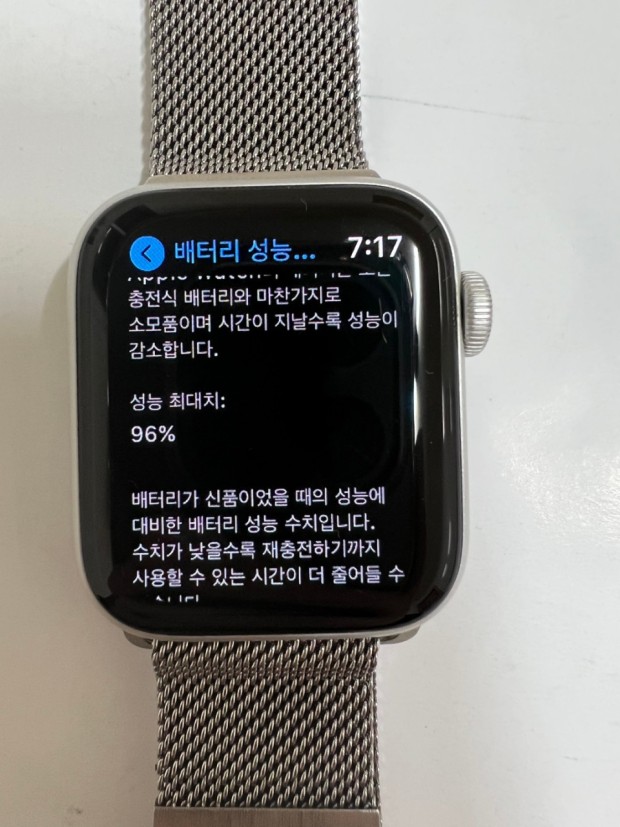 배터리 성능...
7:17
Apple Watch
충전식 배터리와 마찬가지로
소모품이며 시간이 지날수록 성능이
감소합니다.
성능 최대치:
96%
배터리가 신품이었을 때의 성능에
대비한 배터리 성능 수치입니다.
수치가 낮을수록 재충전하기까지
사용할 수 있는 시간이 더 줄어들 수